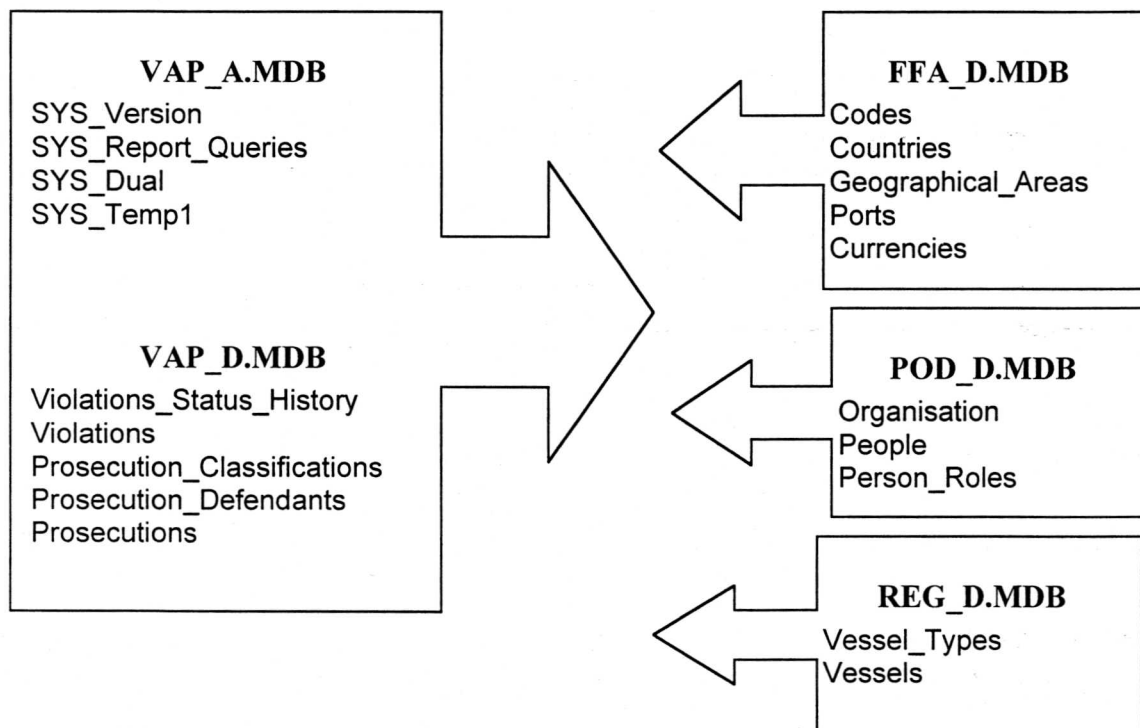 VAP_A.MDB
SYS_Version
SYS_Report_Queries
SYS_Dual
SYS_Temp1
VAP_D.MDB
Violations_Status_History
Violations
Prosecution_Classifications
Prosecution_Defendants
Prosecutions
FFA_D.MDB
Codes
Countries
Geographical_Areas
Ports
Currencies
POD_D.MDB
Organisation
People
Person_Roles
REG_D.MDB
Vessel_Types
Vessels